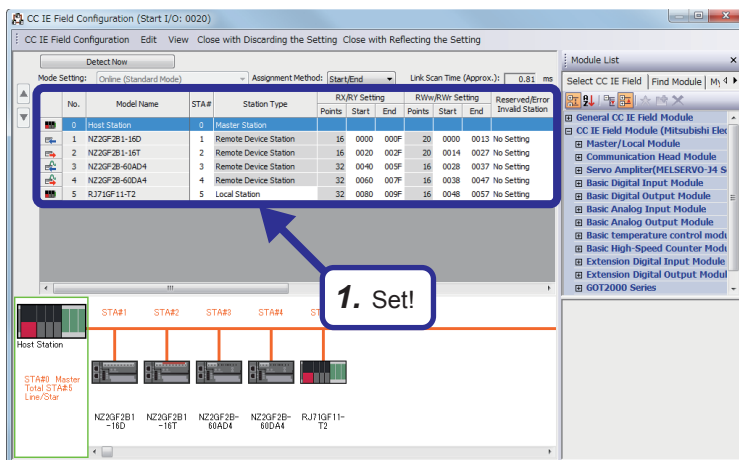 CC IE Field Configuration (Start I/O: 0020)
CC IE Field Configuration Edit View Close with Discarding the Setting Close with Reflecting the Setting
Detect Now
Mode Setting: Online (Standard Mode) Assignment Method: Start/End Link Scan Time (Approx.): 0.81 ms
No. Model Name STA# Station Type RX/RY Setting RWw/RWr Setting Reserved/Error Invalid Station
Points Start End Points Start End
0 Host Station 0 Master Station
1 NZ2GF2B1-16D 1 Remote Device Station 16 0000 000F 20 0000 0013 No Setting
2 NZ2GF2B1-16T 2 Remote Device Station 16 0020 002F 20 0014 0027 No Setting
3 NZ2GF2B-60AD4 3 Remote Device Station 32 0040 005F 16 0028 0037 No Setting
4 NZ2GF2B-60DA4 4 Remote Device Station 32 0060 007F 16 0038 0047 No Setting
5 RJ71GF11-T2 5 Local Station 32 0080 009F 16 0048 0057 No Setting
1. Set!
STA#1 STA#2 STA#3 STA#4 ST
Host Station
STA#0 Master
Total STA#5
Line/Star
NZ2GF2B1
-16D
NZ2GF2B1
-16T
NZ2GF2B-
60AD4
NZ2GF2B-
60DA4
RJ71GF11-
T2
Module List
Select CC IE Field Find Module My
General CC IE Field Module
CC IE Field Module (Mitsubishi Elec
Master/Local Module
Communication Head Module
Servo Ampliter(MELSERVO-J4 S
Basic Digital Input Module
Basic Digital Output Module
Basic Analog Input Module
Basic Analog Output Module
Basic temperature control modu
Basic High-Speed Counter Modu
Extension Digital Input Module
Extension Digital Output Modul
GOT2000 Series